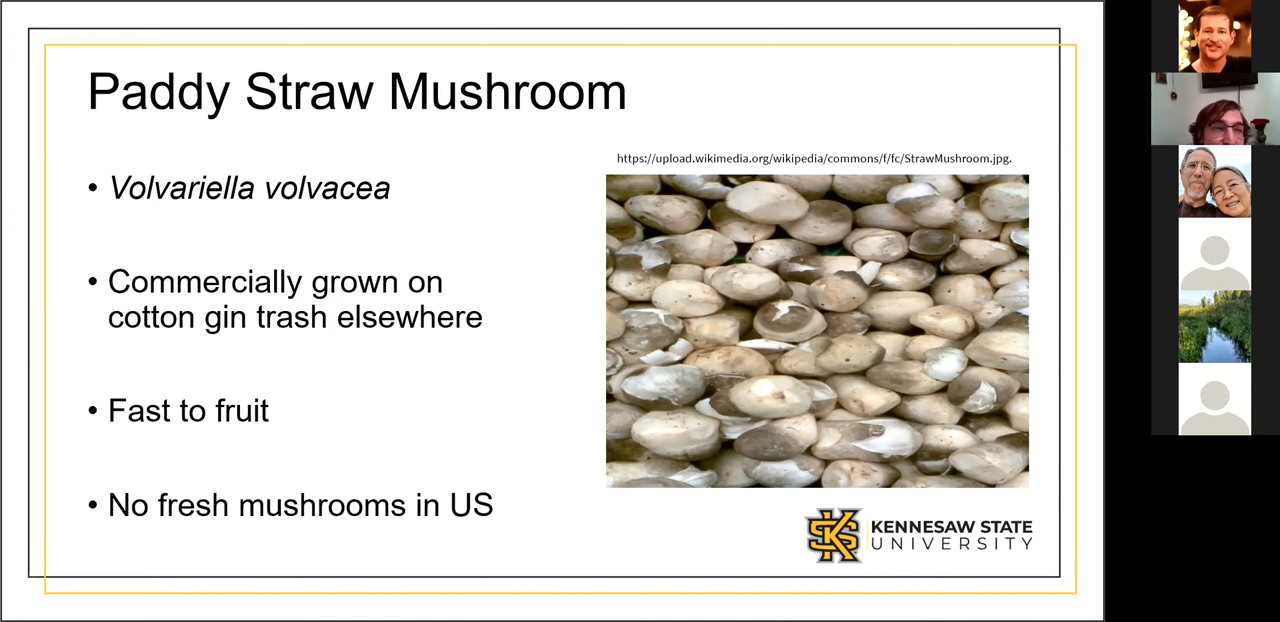 Paddy Straw Mushroom
https://upload.wikimedia.org/wikipedia/commons/f/fc/StrawMushroom.jpg.
• Volvariella volvacea
• Commercially grown on
cotton gin trash elsewhere
• Fast to fruit
• No fresh mushrooms in US
KS
KENNESAW STATE
UNIVERSITY